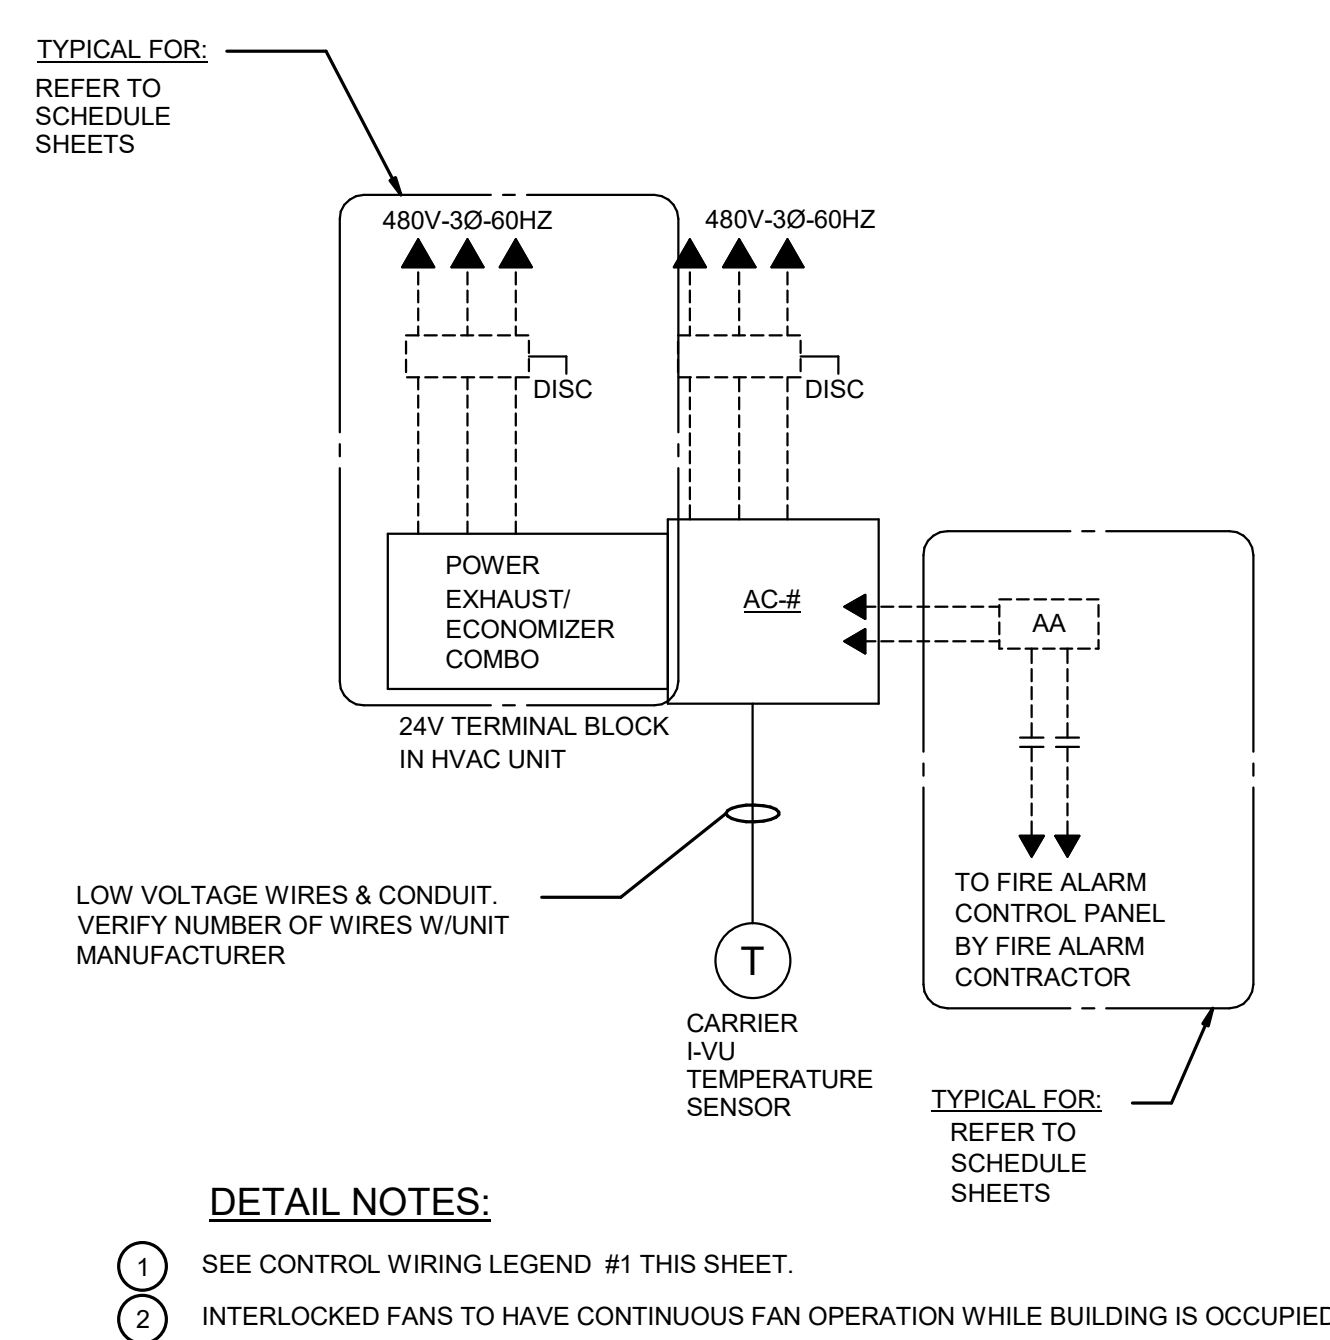 TYPICAL FOR:
REFER TO
SCHEDULE
SHEETS
480V-3Ø-60HZ
480V-3Ø-60HZ
DISC
DISC
POWER
EXHAUST/
ECONOMIZER
COMBO
AC-#
AA
24V TERMINAL BLOCK
IN HVAC UNIT
LOW VOLTAGE WIRES & CONDUIT.
VERIFY NUMBER OF WIRES W/UNIT
MANUFACTURER
TO FIRE ALARM
CONTROL PANEL
BY FIRE ALARM
CONTRACTOR
T
CARRIER
I-VU
TEMPERATURE
SENSOR
TYPICAL FOR:
REFER TO
SCHEDULE
SHEETS
DETAIL NOTES:
1 SEE CONTROL WIRING LEGEND #1 THIS SHEET.
2 INTERLOCKED FANS TO HAVE CONTINUOUS FAN OPERATION WHILE BUILDING IS OCCUPIED